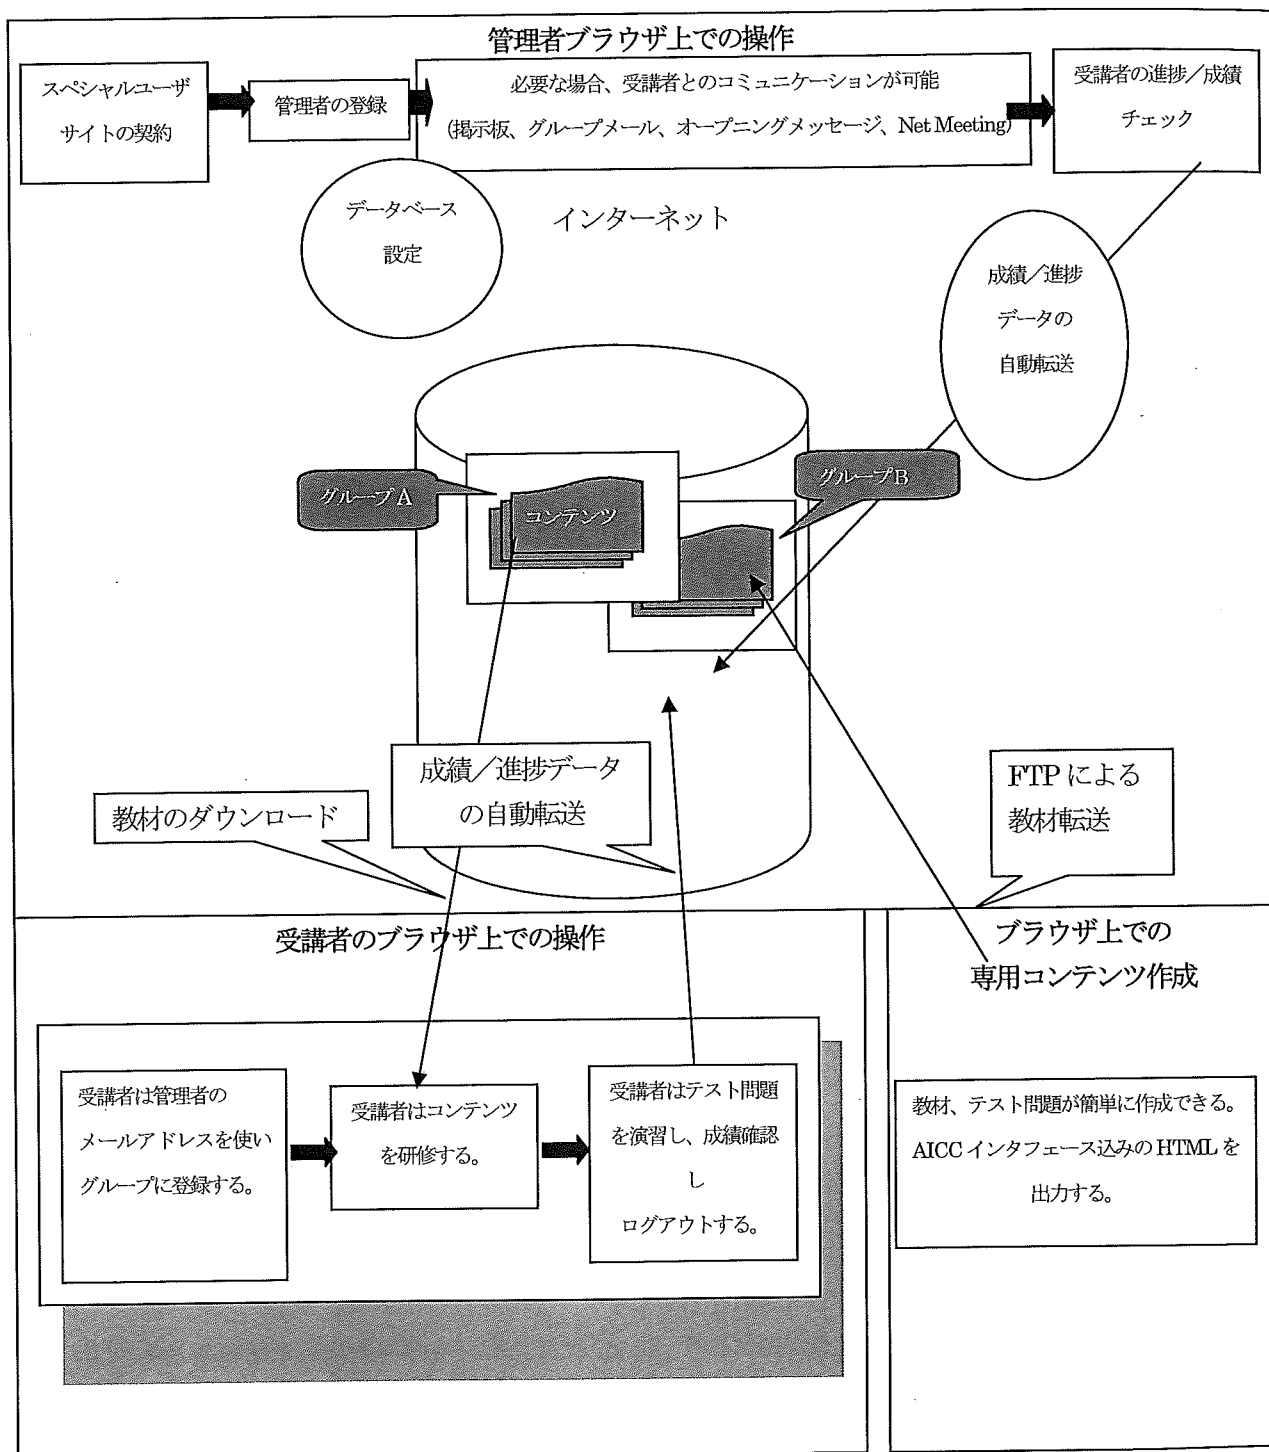 管理者ブラウザ上での操作
スペシャルユーザ
サイトの契約
管理者の登録
必要な場合、受講者とのコミュニケーションが可能
(掲示板、グループメール、オープニングメッセージ、Net Meeting)
受講者の進捗／成績
チェック
データベース
設定
インターネット
成績／進捗
データの
自動転送
グループA
コンテンツ
グループB
教材のダウンロード
成績／進捗データ
の自動転送
FTP による
教材転送
受講者のブラウザ上での操作
受講者は管理者の
メールアドレスを使い
グループに登録する。
受講者はコンテンツ
を研修する。
受講者はテスト問題
を演習し、成績確認
し
ログアウトする。
ブラウザ上での
専用コンテンツ作成
教材、テスト問題が簡単に作成できる。
AICC インタフェース込みの HTML を
出力する。